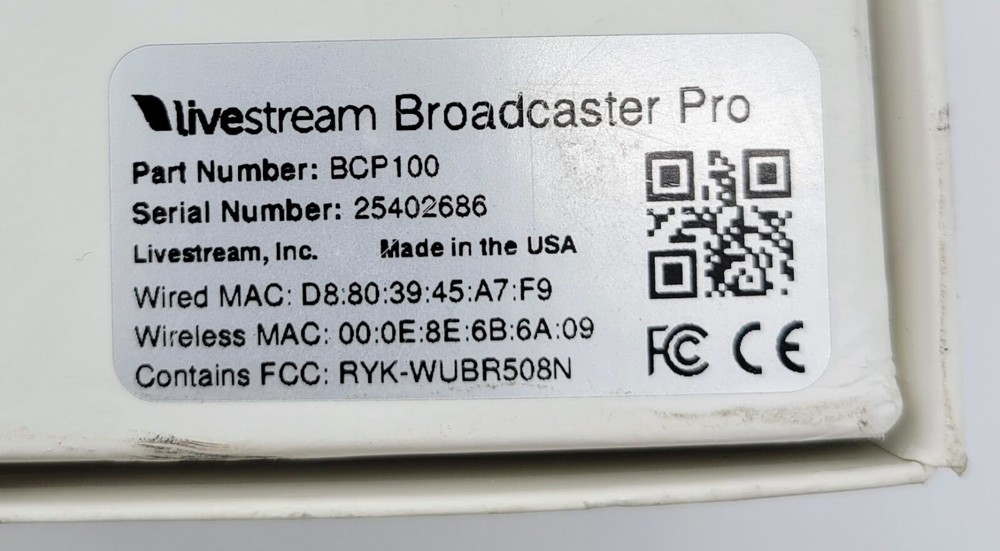 livestream Broadcaster Pro
Part Number: BCP100
Serial Number: 25402686
Livestream, Inc. Made in the USA
Wired MAC: D8:80:39:45:A7:F9
Wireless MAC: 00:0E:8E:6B:6A:09
Contains FCC: RYK-WUBR508N
FC CE